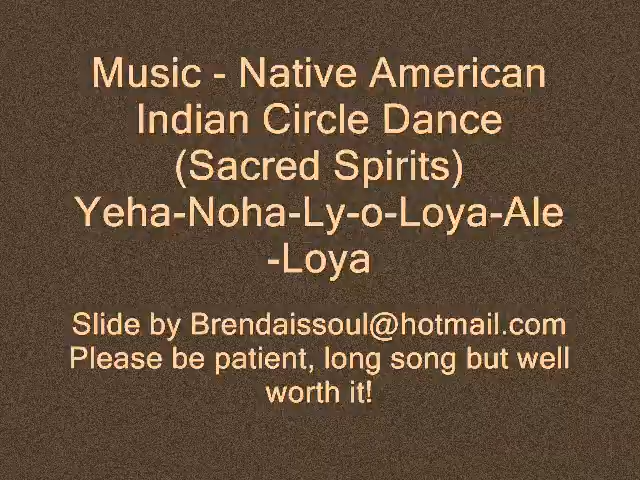 Music - Native American
Indian Circle Dance
(Sacred Spirits)
Yeha-Noha-Ly-o-Loya-Ale
-Loya
Slide by Brendaissoul@hotmail.com
Please be patient, long song but well
worth it!